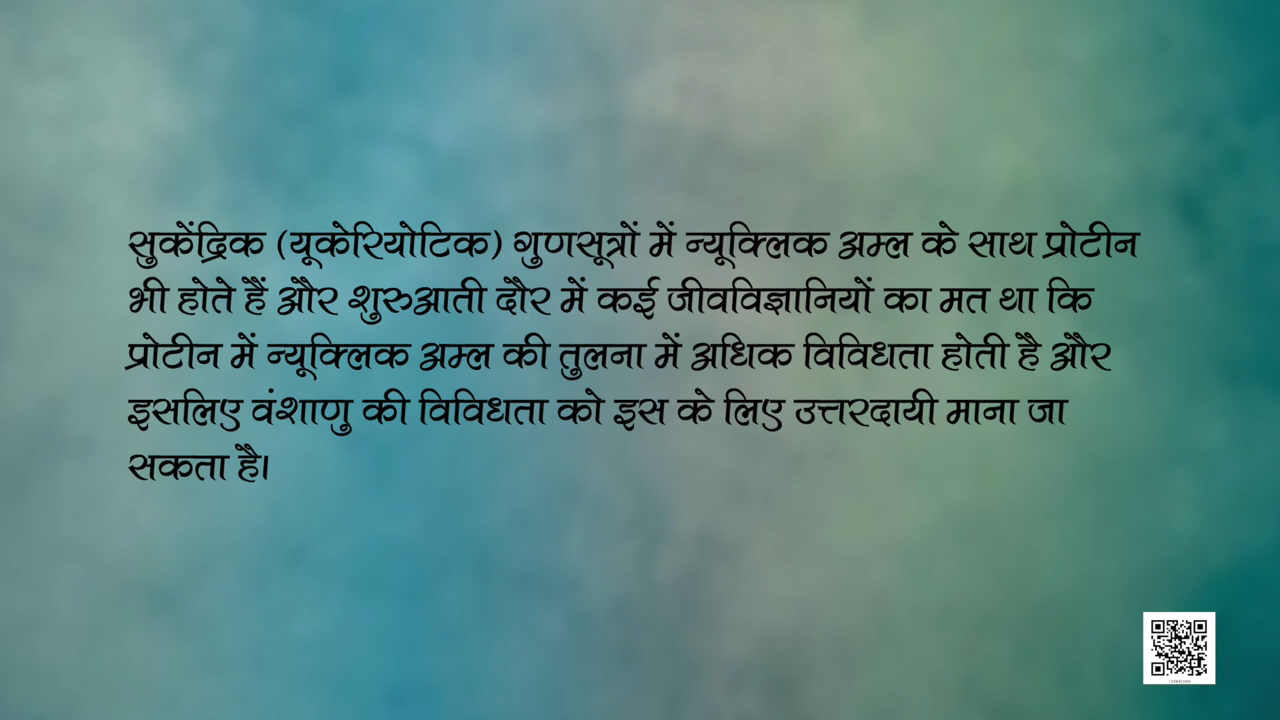 सुकेंद्रिक (यूकेरियोटिक) गुणसूत्रों में न्यूक्लिक अम्ल के साथ प्रोटीन
भी होते हैं और शुरुआती दौर में कई जीवविज्ञानियों का मत था कि
प्रोटीन में न्यूक्लिक अम्ल की तुलना में अधिक विविधता होती है और
इसलिए वंशाणु की विविधता को इस के लिए उत्तरदायी माना जा
सकता है।